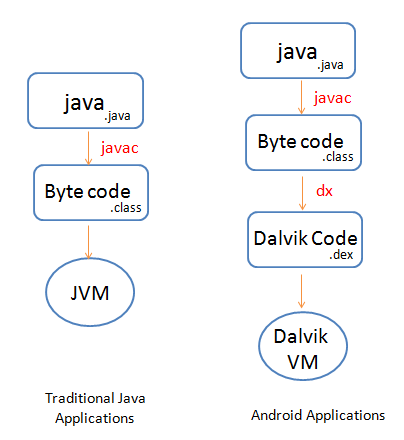 java
.java
javac
Byte code
.class
JVM
Traditional Java
Applications
java
.java
javac
Byte code
.class
dx
Dalvik Code
.dex
Dalvik
VM
Android Applications